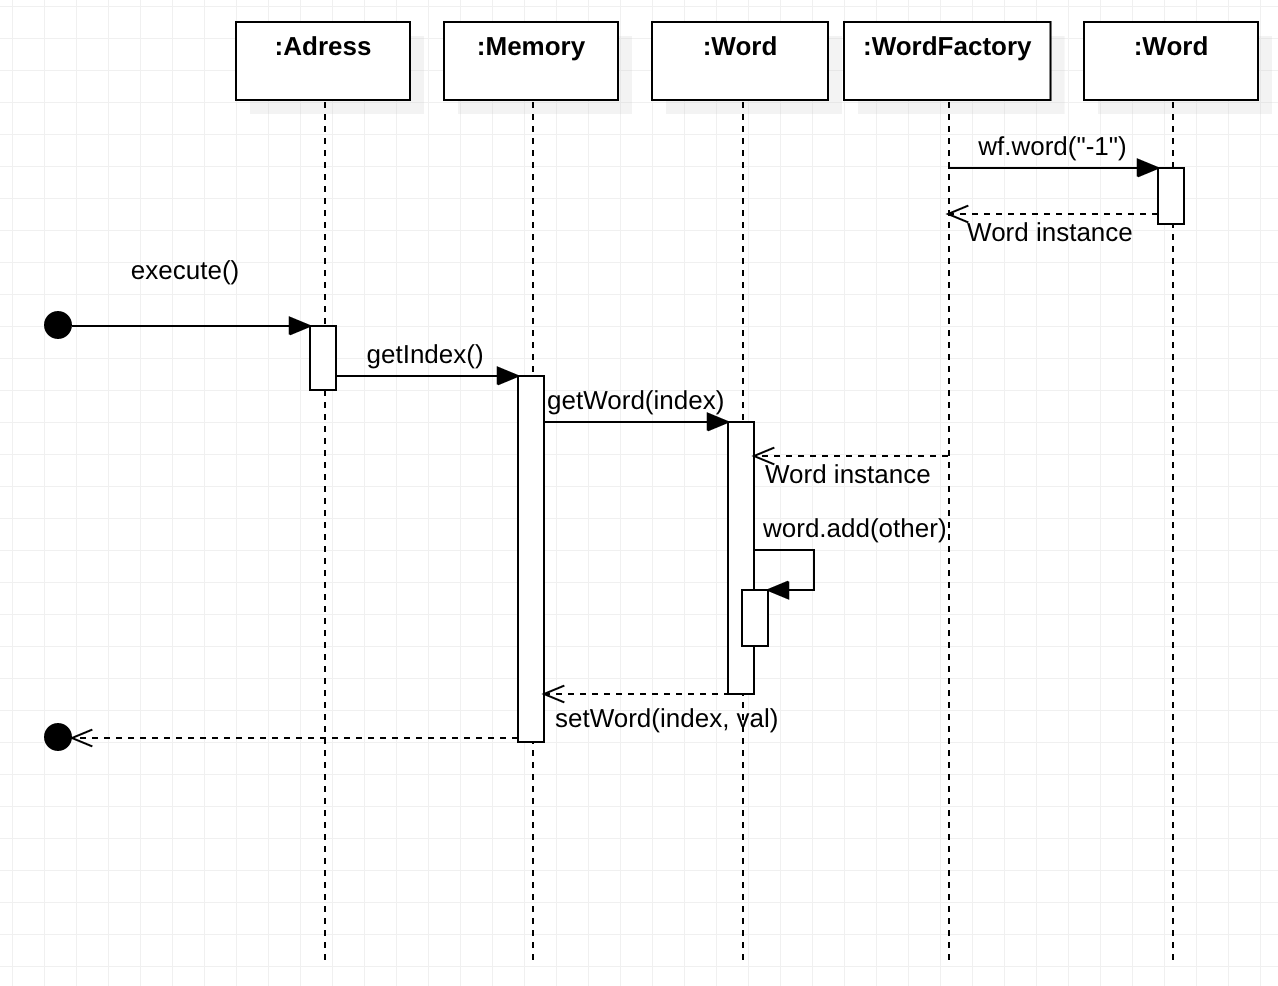 :Adress
:Memory
:Word
:WordFactory
:Word
wf.word("-1")
Word instance
execute()
getIndex()
getWord(index)
Word instance
word.add(other)
setWord(index, val)